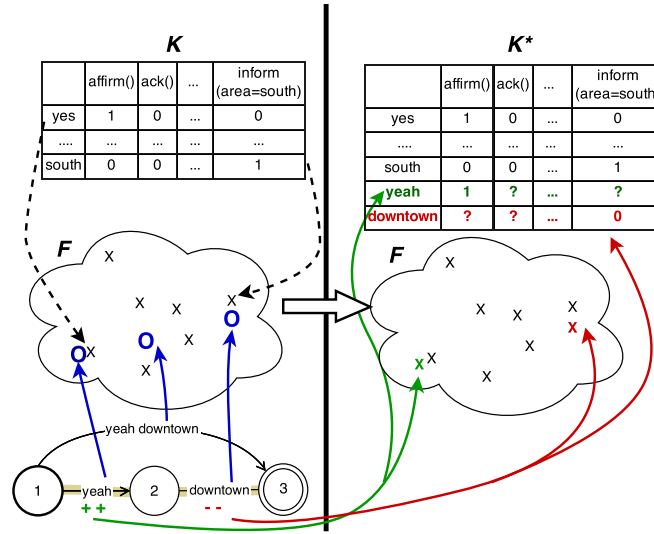 K
affirm() ack() ... inform (area=south)
yes 1 0 ... 0
.... ... ... ... ...
south 0 0 ... 1
F
X
X
X
X
X
X
X
O
O
O
yeah downtown
1 yeah 2 downtown 3
+ + - -
K*
affirm() ack() ... inform (area=south)
yes 1 0 ... 0
.... ... ... ... ...
south 0 0 ... 1
yeah 1 ? ... ?
downtown ? ? ... 0
F
X
X
X
X
X
X
X
X
X